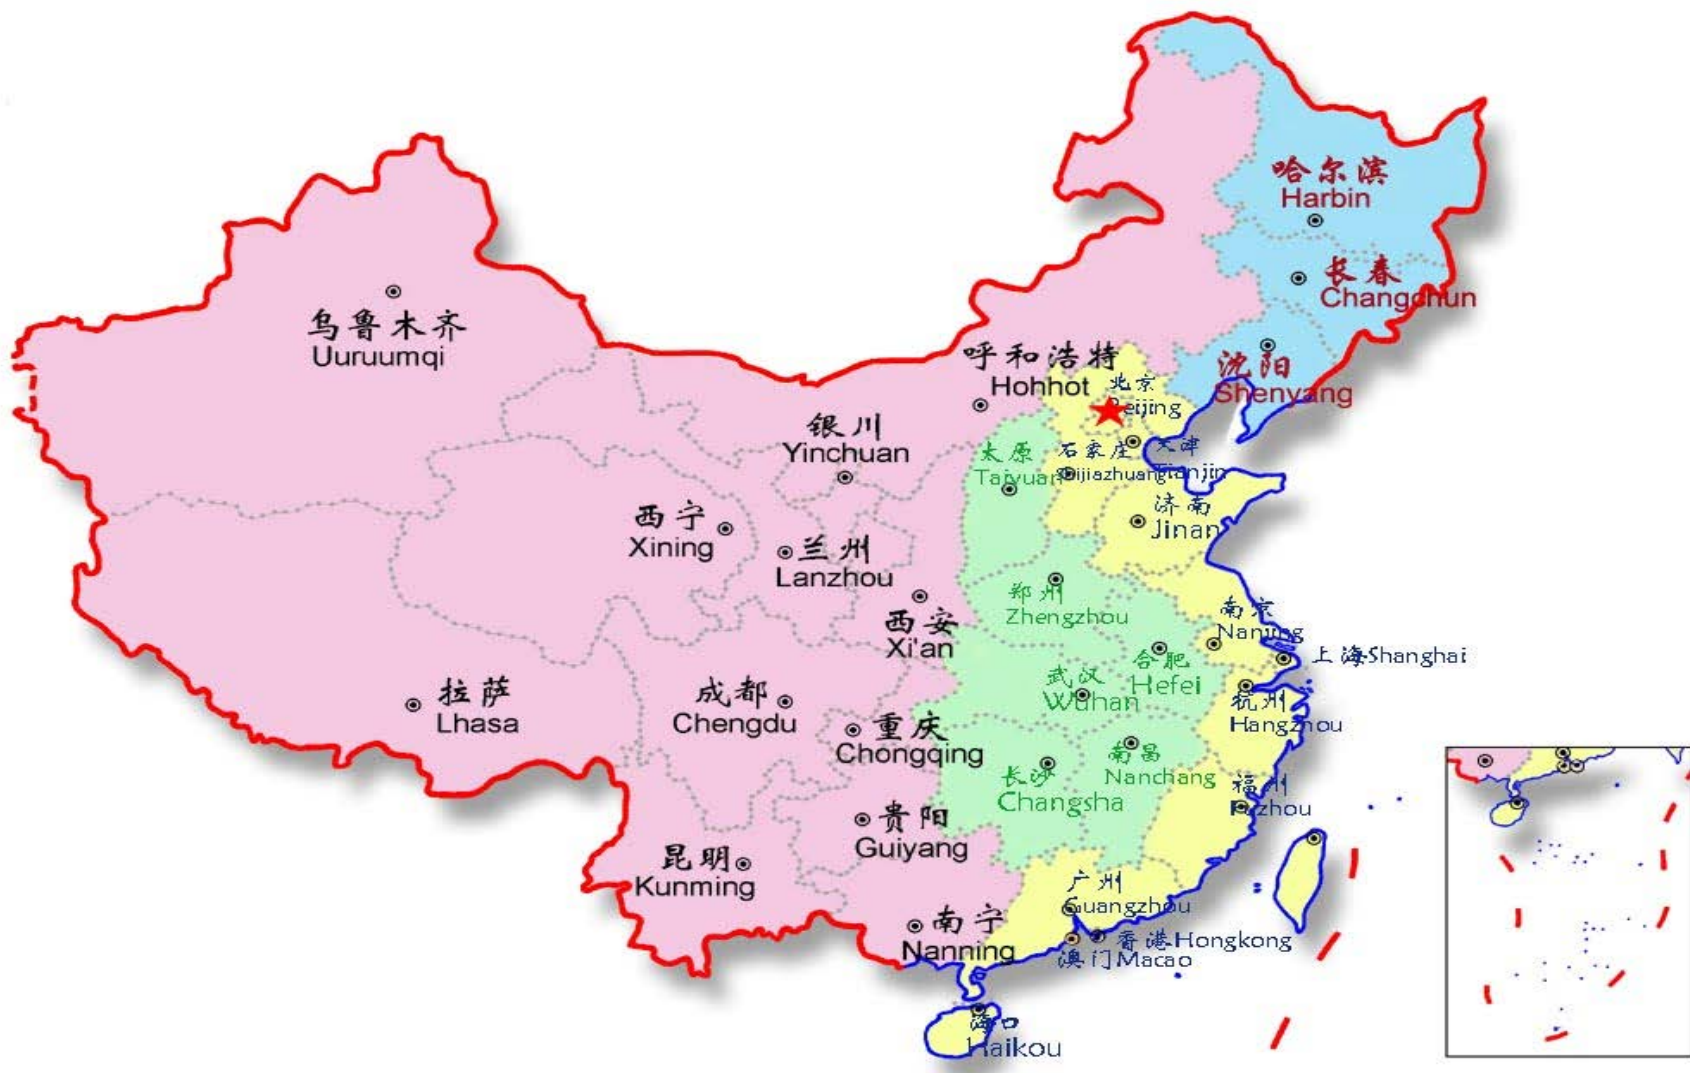 哈尔滨
Harbin
长春
Changchun
沈阳
Shenyang
乌鲁木齐
Uuruumqi
呼和浩特
Hohhot
北京
Beijing
银川
Yinchuan
太原
Taiyuan
石家庄
Shijiazhuang
天津
Tianjin
西宁
Xining
兰州
Lanzhou
济南
Jinan
郑州
Zhengzhou
西安
Xi'an
南京
Nanjing
上海Shanghai
合肥
Hefei
武汉
Wuhan
杭州
Hangzhou
拉萨
Lhasa
成都
Chengdu
重庆
Chongqing
南昌
Nanchang
长沙
Changsha
福州
Fuzhou
贵阳
Guiyang
昆明
Kunming
广州
Guangzhou
南宁
Nanning
香港Hongkong
澳门Macao
海口
Haikou